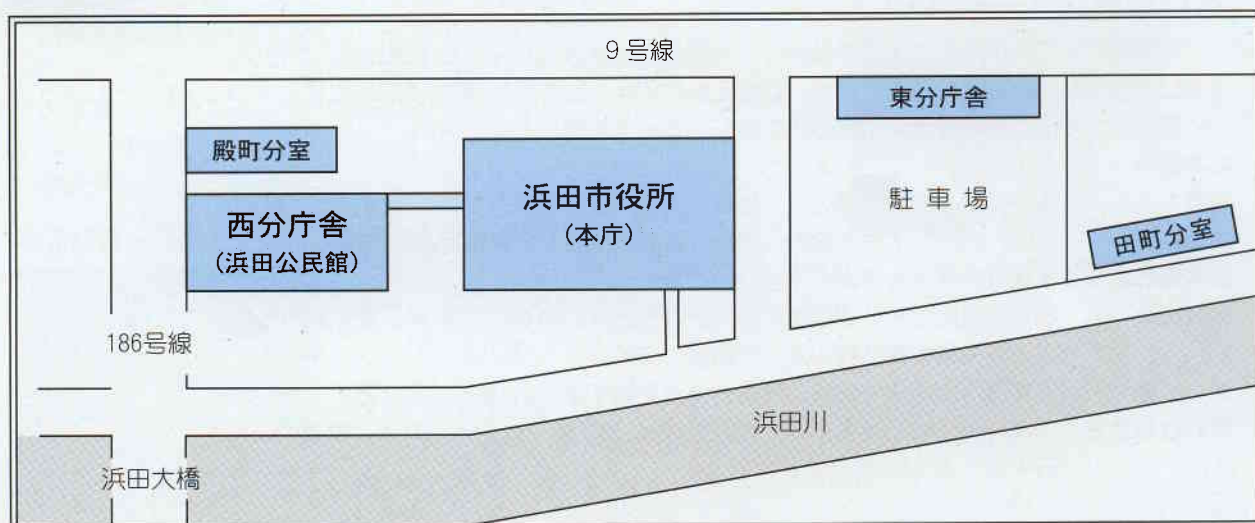 9号線
東分庁舎
殿町分室
浜田市役所
(本庁)
駐車場
西分庁舎
(浜田公民館)
田町分室
186号線
浜田川
浜田大橋